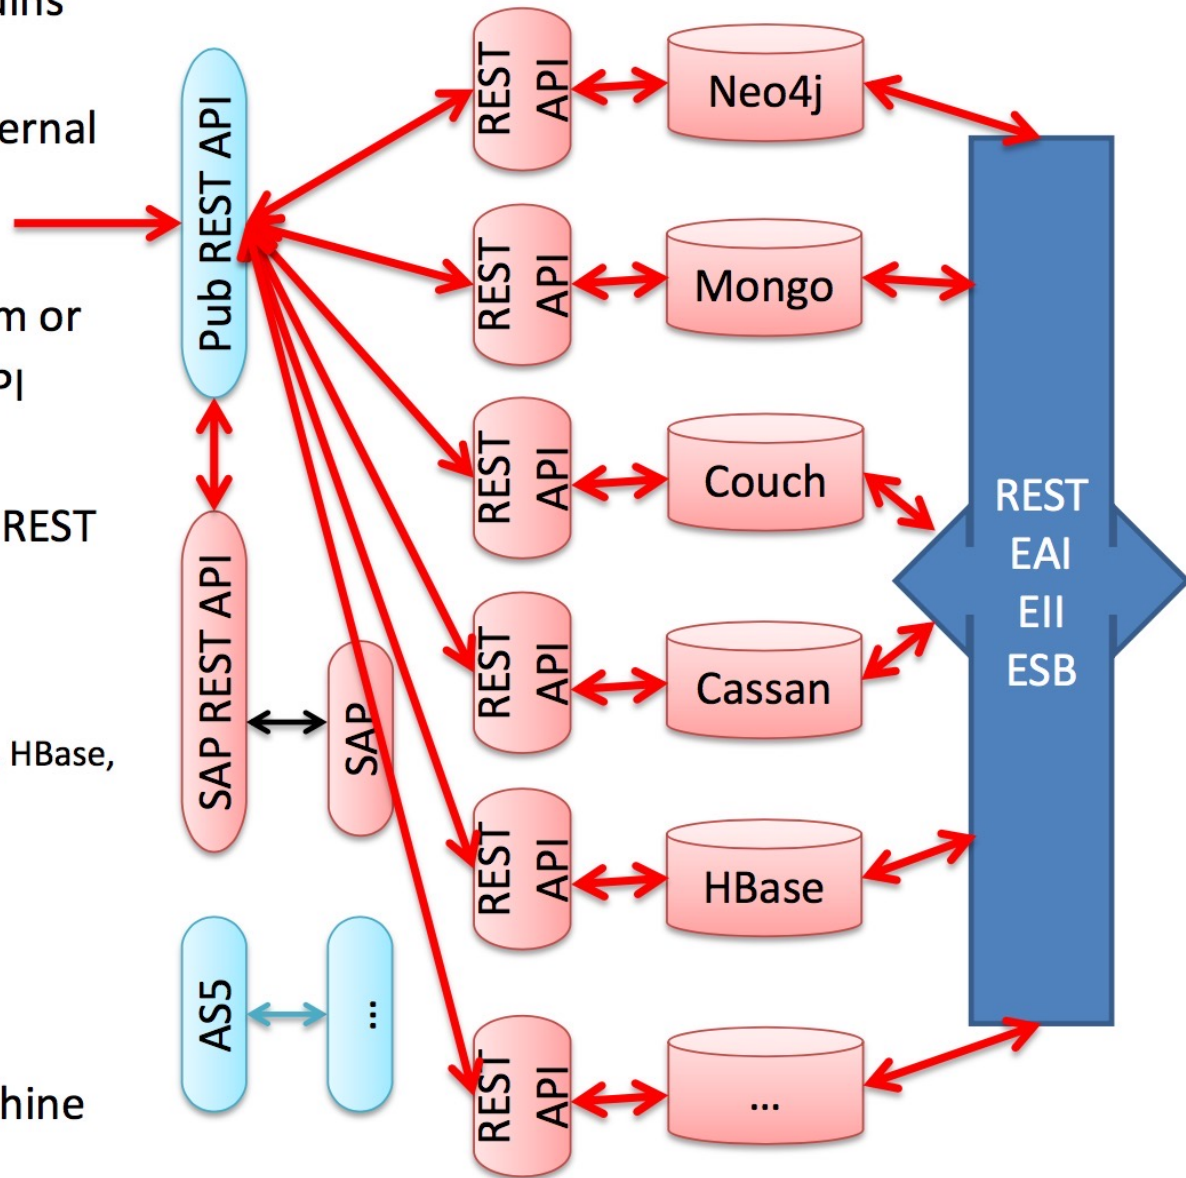 ernal
m or
PI
REST
HBase,
hine
Pub REST API
SAP REST API
SAP
AS5
...
REST
API
Neo4j
REST
API
Mongo
REST
API
Couch
REST
API
Cassan
REST
API
HBase
REST
API
...
REST
EAI
EII
ESB